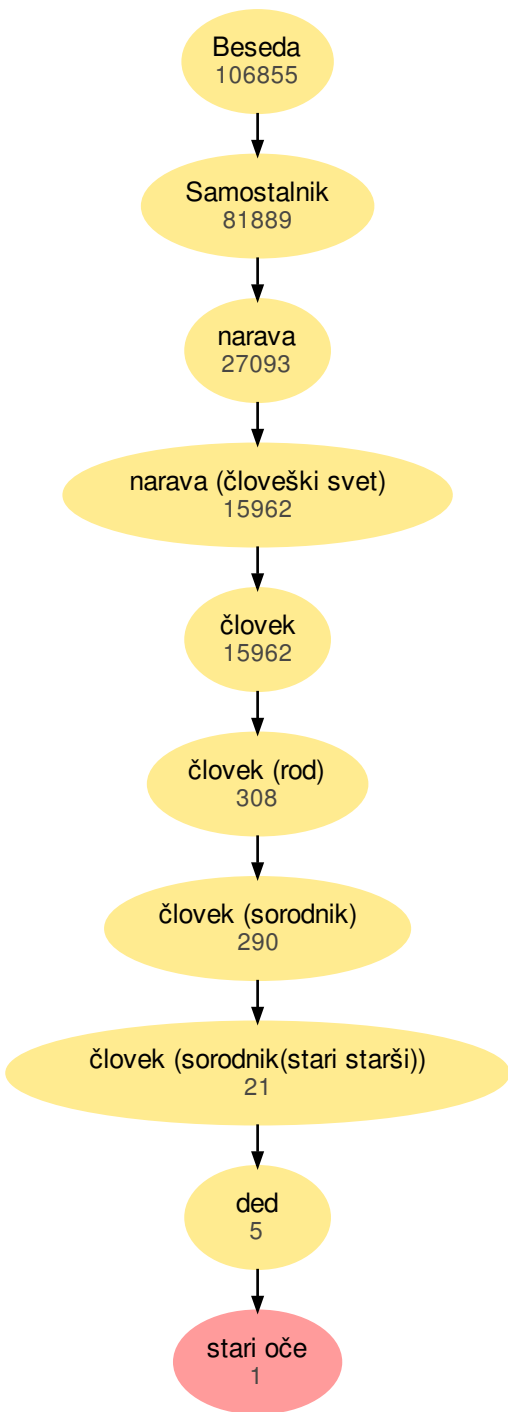 Beseda
106855
Samostalnik
81889
narava
27093
narava (človeški svet)
15962
človek
15962
človek (rod)
308
človek (sorodnik)
290
človek (sorodnik(stari starši))
21
ded
5
stari oče
1